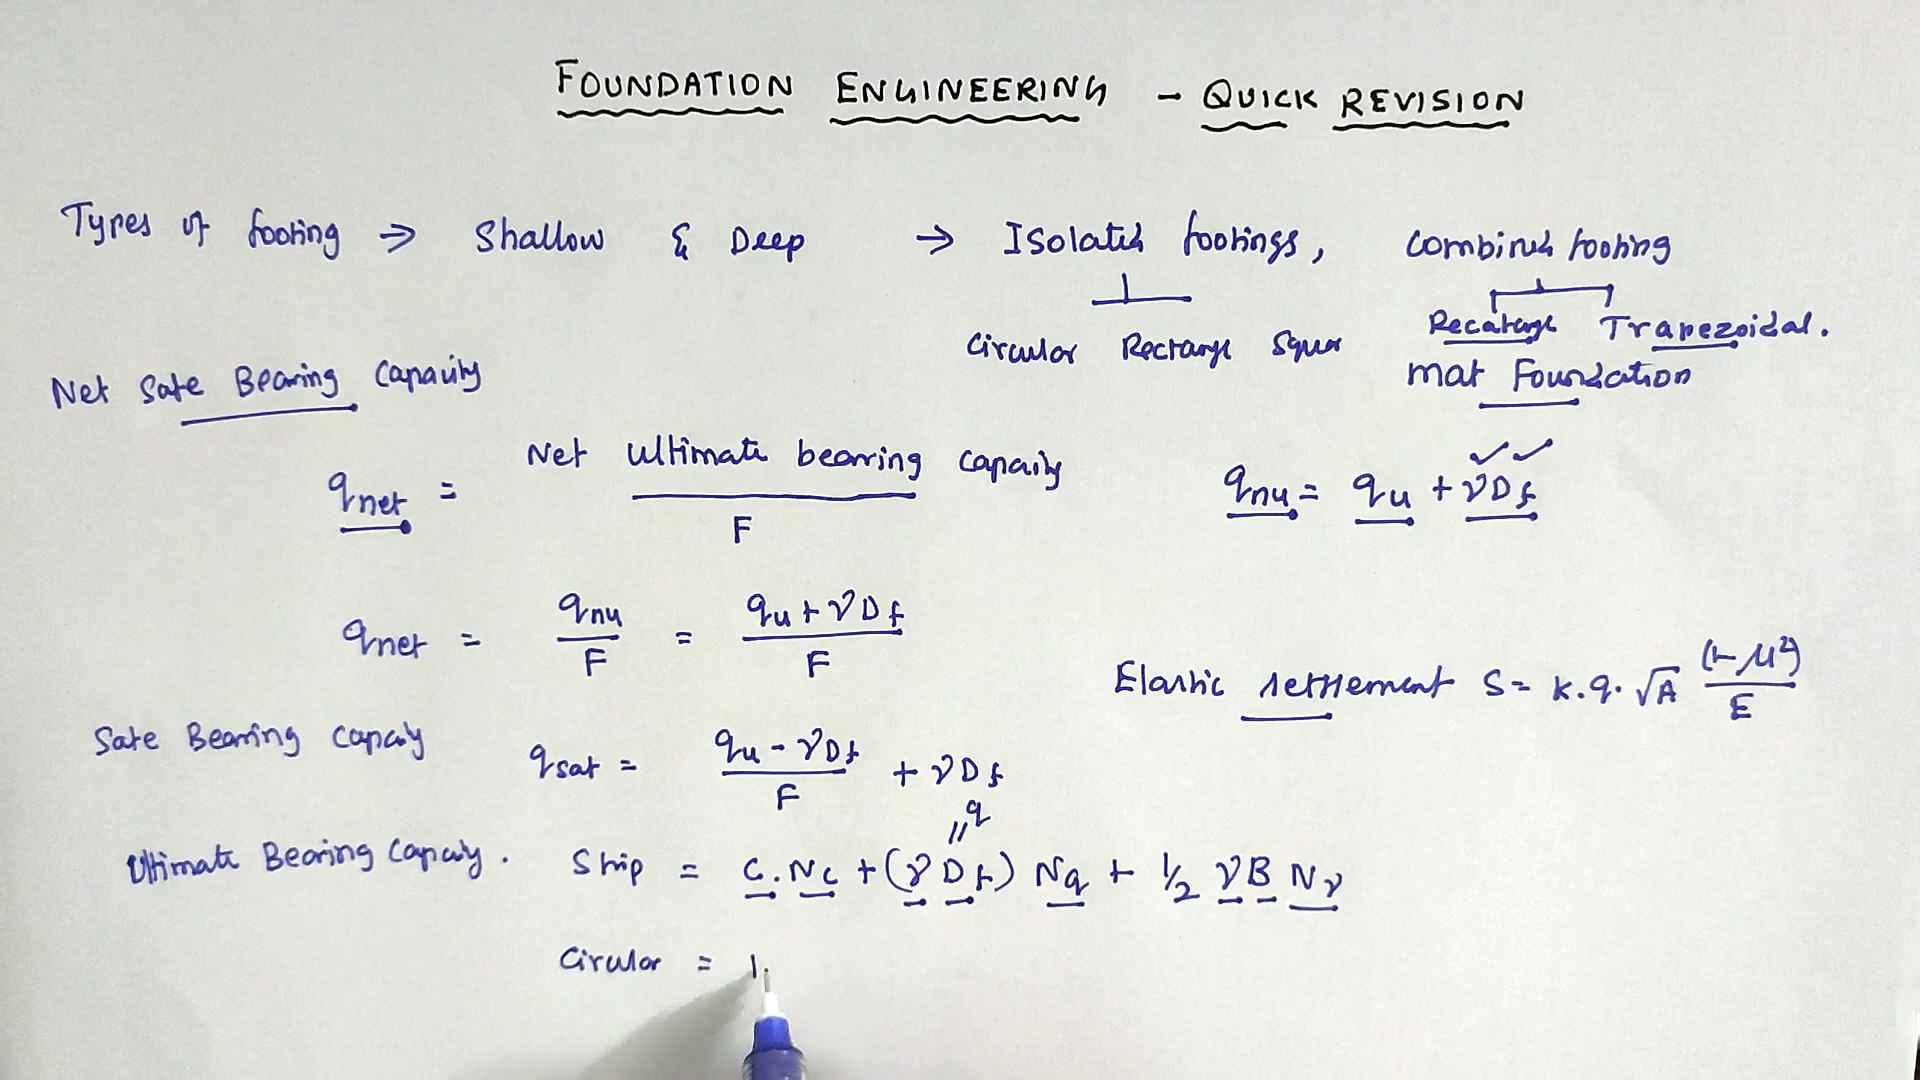 FOUNDATION ENGINEERING - QUICK REVISION
Types of footing → Shallow & Deep → Isolated footings, combined footing
Circular Rectange Squar Recatange Trapezoidal.
mat Foundation
Net Safe Bearing Capacity
qnet = Net ultimate bearing capacity / F
qnu = qu + γDf ✓✓
qnet = qnu / F = qu + γDf / F
Elastic settlement S = K.q.√A (1-μ²) / E
Safe Bearing Capacity qsaf = qu - γDf / F + γDf
"q
Ultimate Bearing Capacity. Strip = C.Nc + (γDf) Nq + 1/2 γB Nγ
Circular = 1.